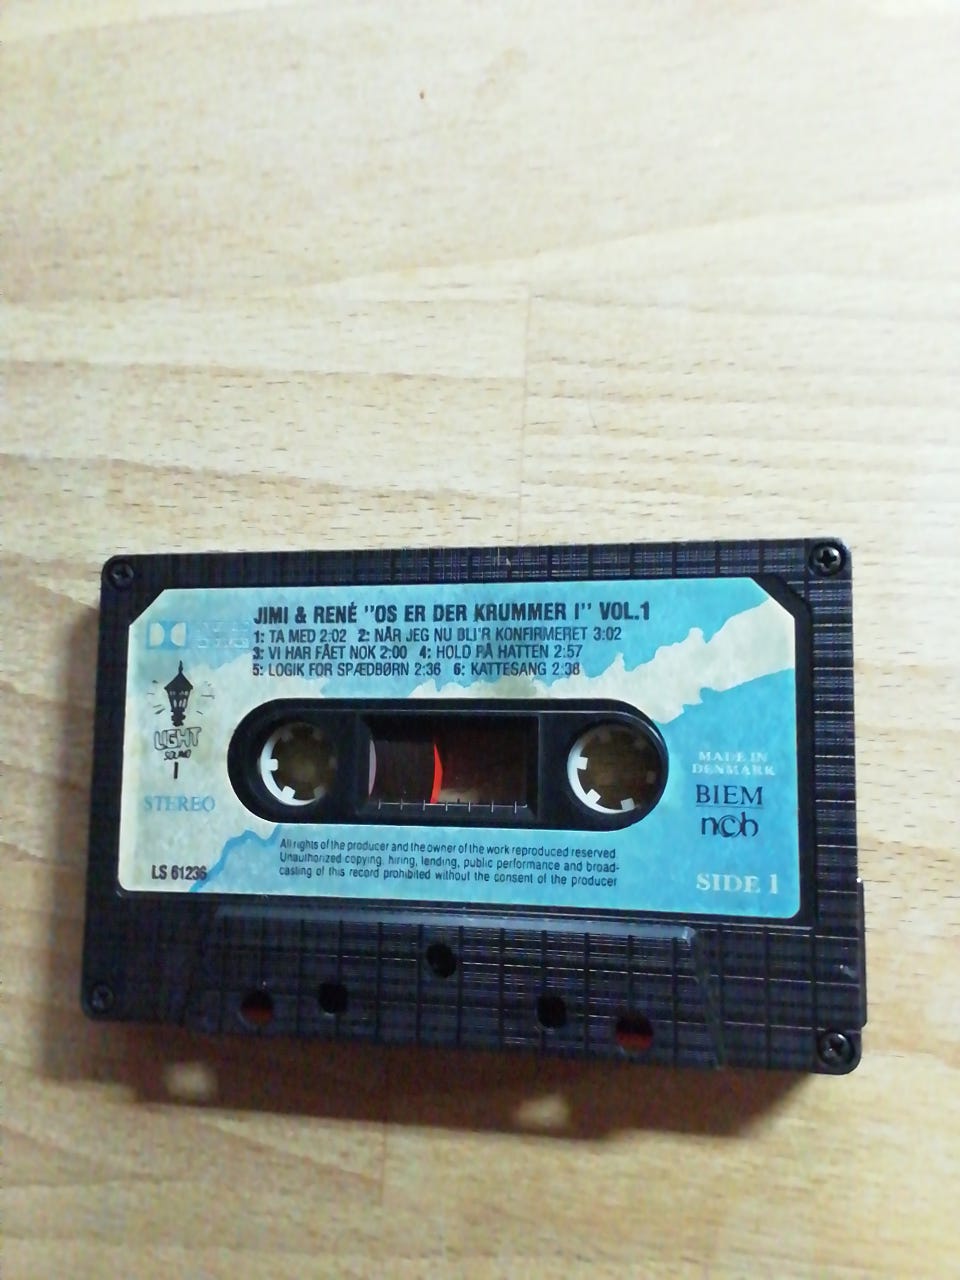 JIMI & RENÉ "OS ER DER KRUMMER I" VOL.1
1: TA MED 2:02 2: NÅR JEG NU BLI'R KONFIRMERET 3:02
3: VI HAR FÅET NOK 2:00 4: HOLD PÅ HATTEN 2:57
5: LOGIK FOR SPÆDBØRN 2:36 6: KATTESANG 2:38
LIGHT
SOUND
STEREO
LS 61236
MADE IN
DENMARK
BIEM
n©b
SIDE 1
All rights of the producer and the owner of the work reproduced reserved.
Unauthorized copying, hiring, lending, public performance and broad-
casting of this record prohibited without the consent of the producer